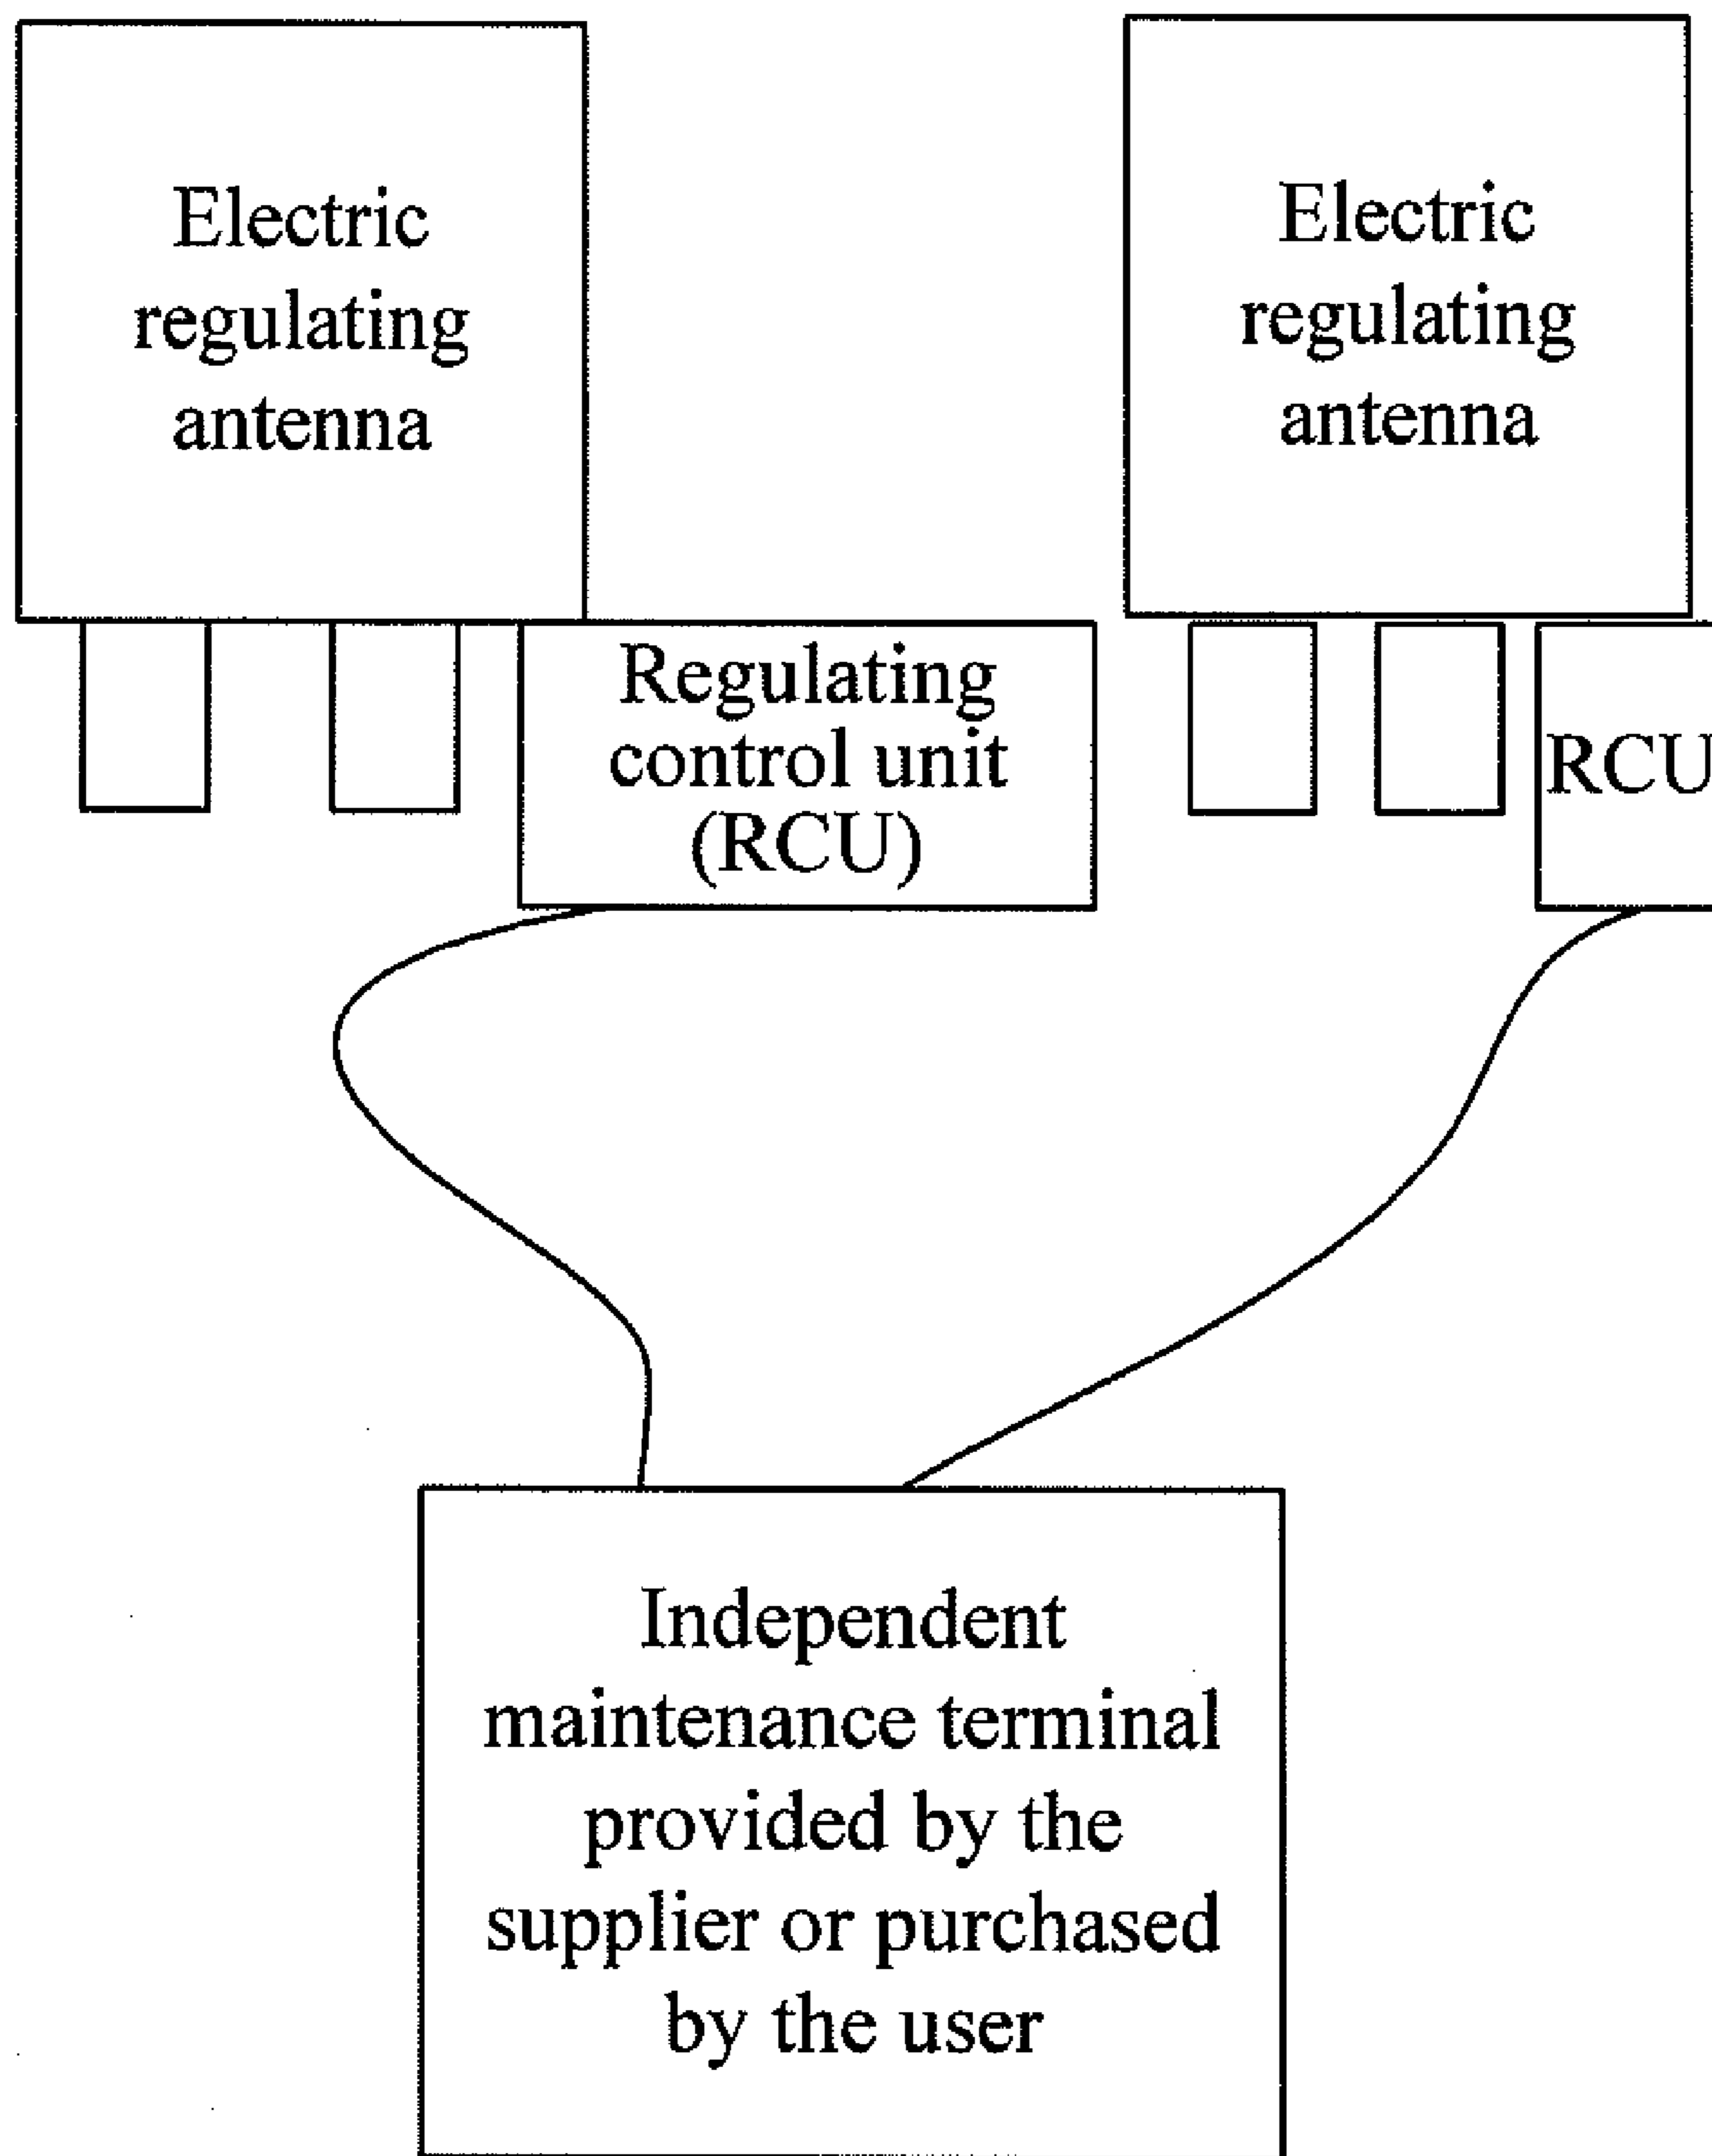 Electric
regulating
antenna
Electric
regulating
antenna
Regulating
control unit
(RCU)
RCU
Independent
maintenance terminal
provided by the
supplier or purchased
by the user